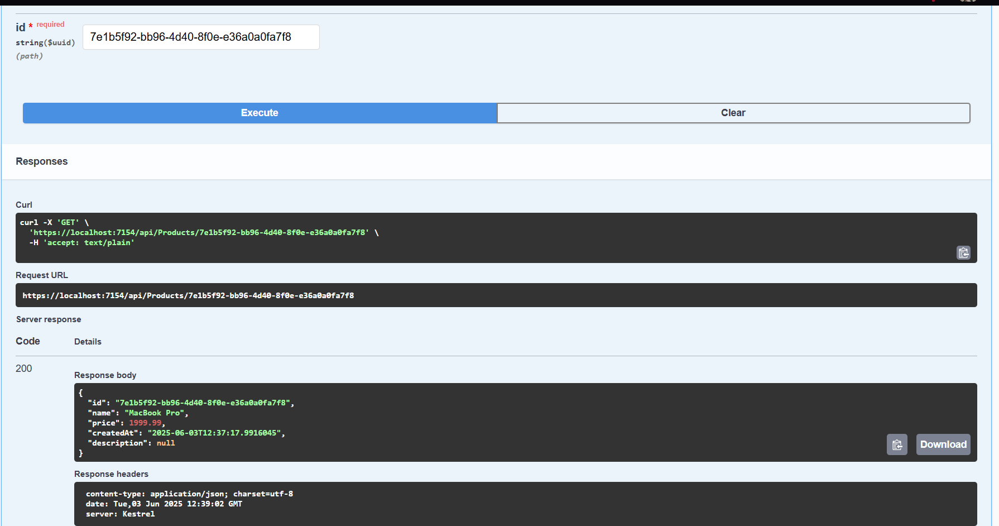 id * required
string($uuid)
(path)
7e1b5f92-bb96-4d40-8f0e-e36a0a0fa7f8
Execute
Clear
Responses
Curl
curl -X 'GET' \
'https://localhost:7154/api/Products/7e1b5f92-bb96-4d40-8f0e-e36a0a0fa7f8' \
-H 'accept: text/plain'
Request URL
https://localhost:7154/api/Products/7e1b5f92-bb96-4d40-8f0e-e36a0a0fa7f8
Server response
Code Details
200
Response body
{
"id": "7e1b5f92-bb96-4d40-8f0e-e36a0a0fa7f8",
"name": "MacBook Pro",
"price": 1999.99,
"createdAt": "2025-06-03T12:37:17.9916045",
"description": null
}
Download
Response headers
content-type: application/json; charset=utf-8
date: Tue,03 Jun 2025 12:39:02 GMT
server: Kestrel